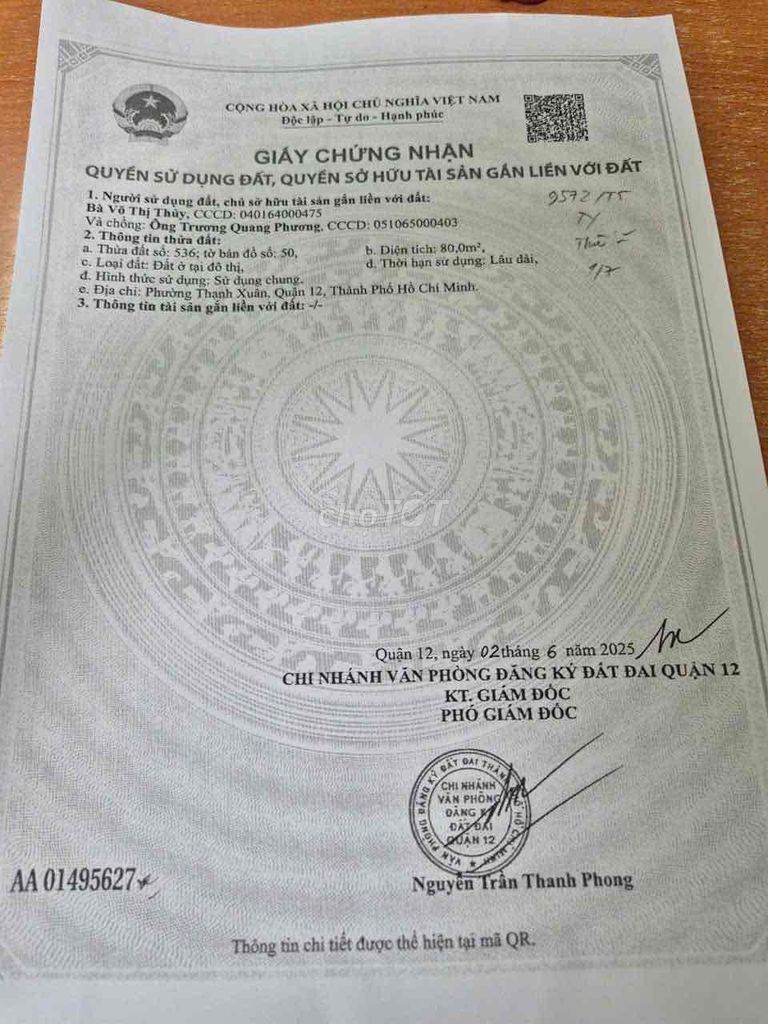 CỘNG HÒA XÃ HỘI CHỦ NGHĨA VIỆT NAM
Độc lập - Tự do - Hạnh phúc
GIẤY CHỨNG NHẬN
QUYỀN SỬ DỤNG ĐẤT, QUYỀN SỞ HỮU TÀI SẢN GẮN LIỀN VỚI ĐẤT
1. Người sử dụng đất, chủ sở hữu tài sản gắn liền với đất:
Bà Võ Thị Thủy, CCCD: 040164000475
Và chồng: Ông Trương Quang Phương, CCCD: 051065000403
2. Thông tin thửa đất:
a. Thửa đất số: 536; tờ bản đồ số: 50, b. Diện tích: 80,0m²,
c. Loại đất: Đất ở tại đô thị, d. Thời hạn sử dụng: Lâu dài,
đ. Hình thức sử dụng: Sử dụng chung.
e. Địa chỉ: Phường Thạnh Xuân, Quận 12, Thành Phố Hồ Chí Minh.
3. Thông tin tài sản gắn liền với đất: -/-
9572/T5
TY
choTOT
Quận 12, ngày 02 tháng 6 năm 2025
CHI NHÁNH VĂN PHÒNG ĐĂNG KÝ ĐẤT ĐAI QUẬN 12
KT. GIÁM ĐỐC
PHÓ GIÁM ĐỐC
CHI NHÁNH
VĂN PHÒNG
ĐĂNG KÝ
ĐẤT ĐAI
QUẬN 12
Nguyễn Trần Thanh Phong
AA 01495627
Thông tin chi tiết được thể hiện tại mã QR.